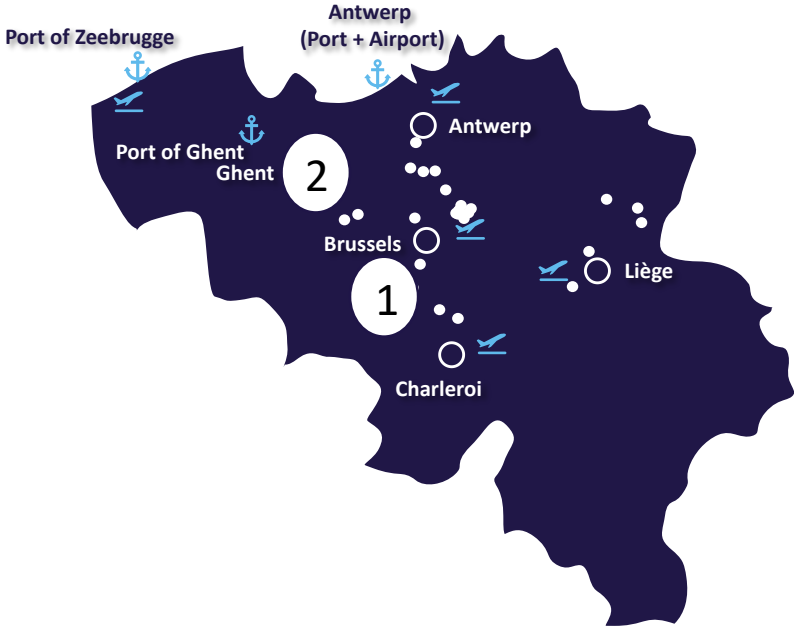 Antwerp
(Port + Airport)
Port of Zeebrugge
Antwerp
Port of Ghent
Ghent
2
Brussels
Liège
1
Charleroi